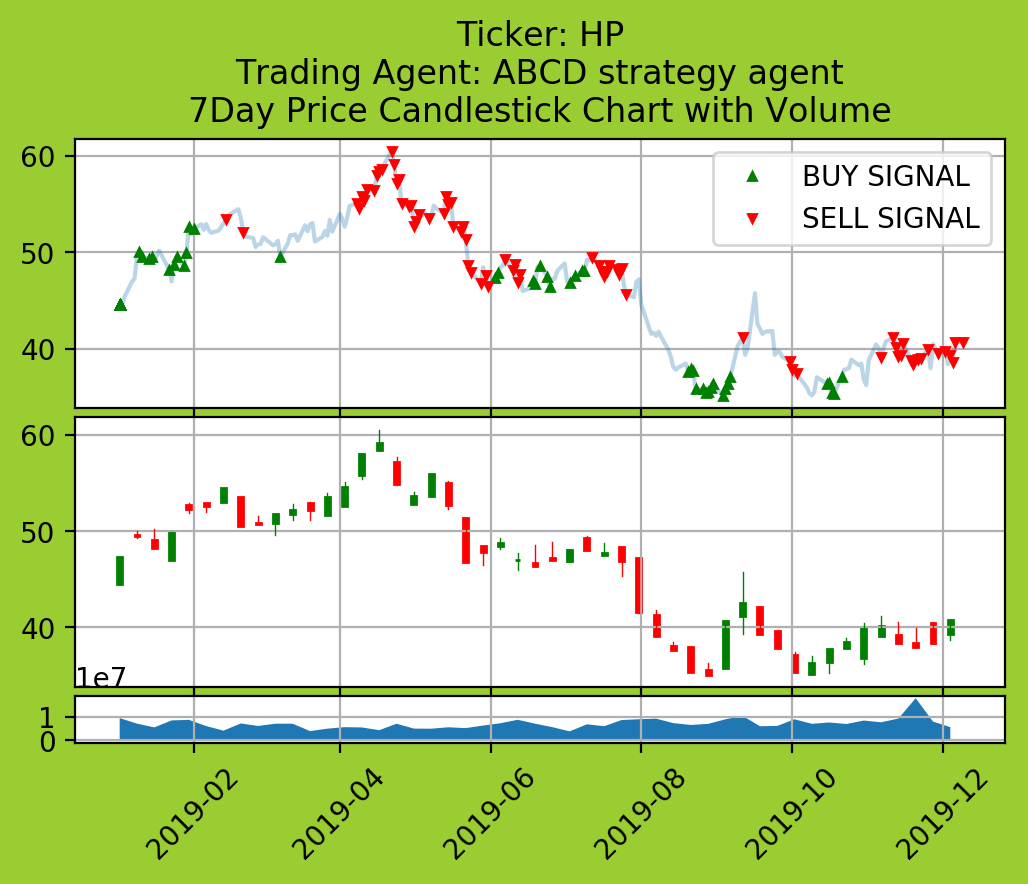 Ticker: HP
Trading Agent: ABCD strategy agent
7Day Price Candlestick Chart with Volume
60
50
40
BUY SIGNAL
SELL SIGNAL
60
50
40
1e7
1
0
2019-02
2019-04
2019-06
2019-08
2019-10
2019-12